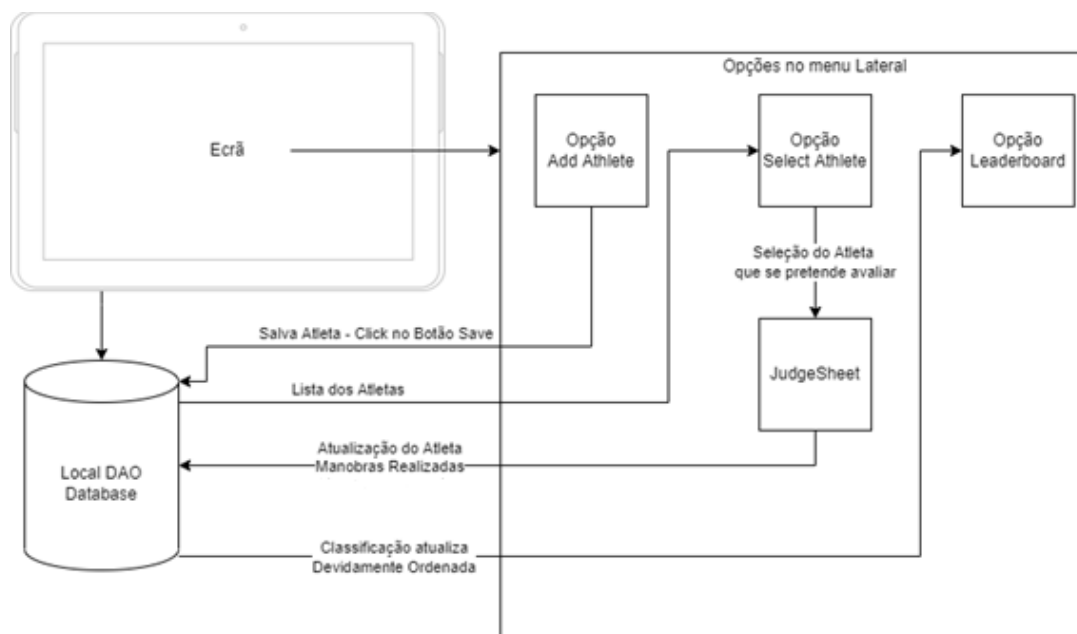 Opções no menu Lateral
Ecrã
Opção
Add Athlete
Opção
Select Athlete
Opção
Leaderboard
Seleção do Atleta
que se pretende avaliar
Salva Atleta - Click no Botão Save
JudgeSheet
Lista dos Atletas
Atualização do Atleta
Manobras Realizadas
Local DAO
Database
Classificação atualiza
Devidamente Ordenada